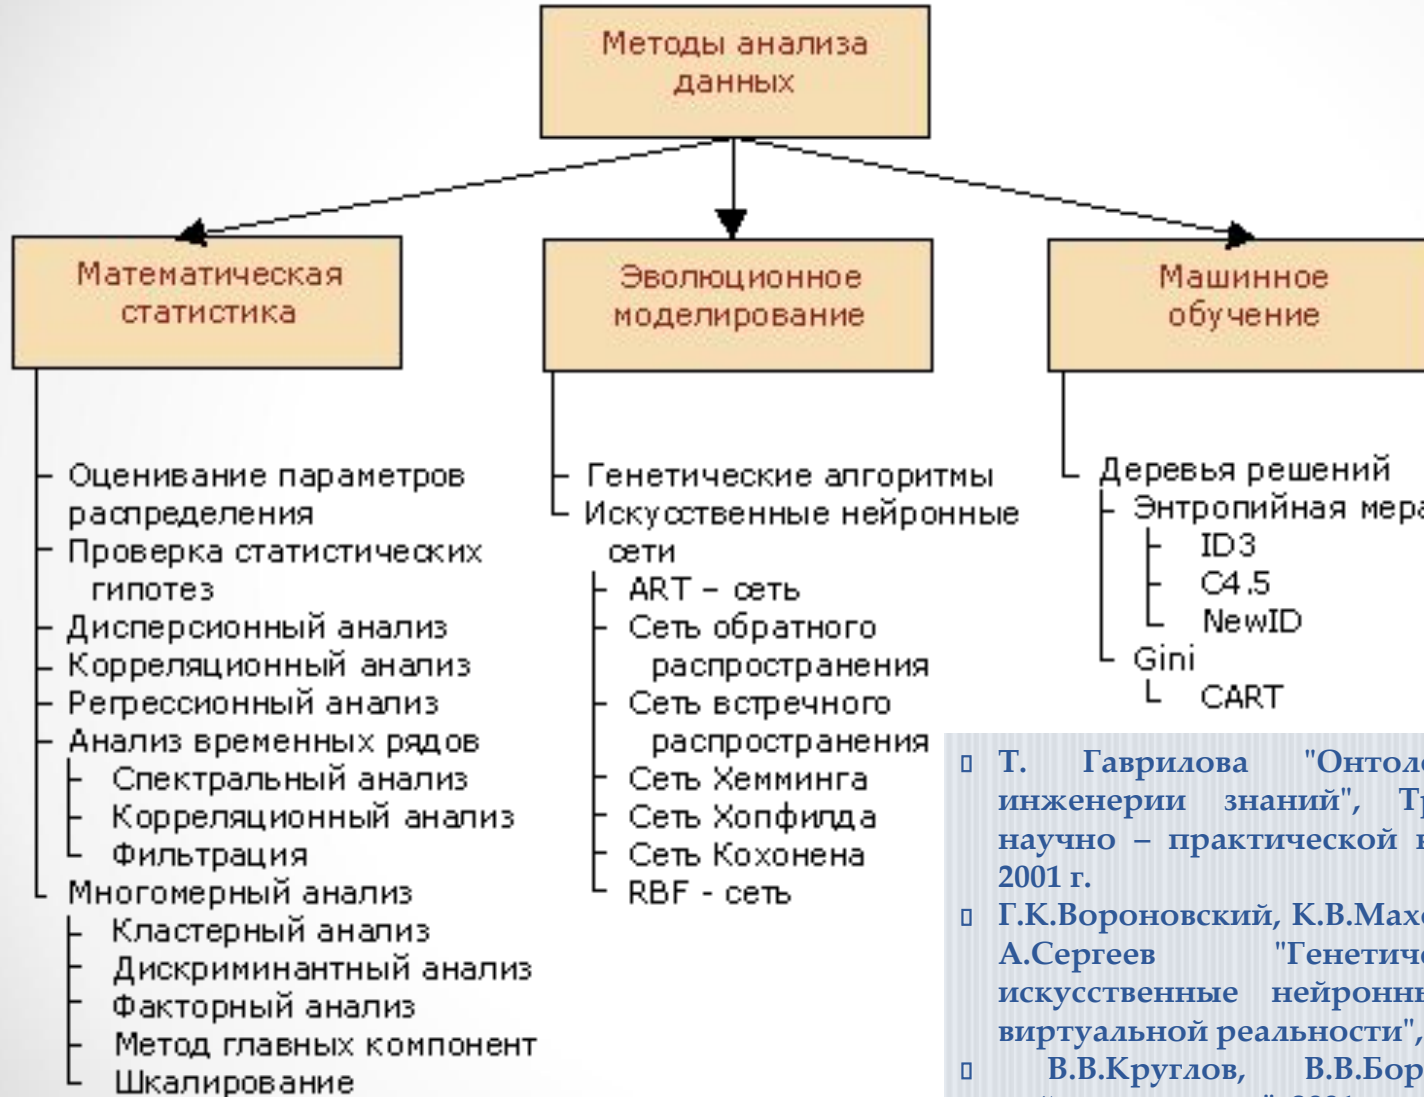 Методы анализа
данных
Математическая
статистика
Оценивание параметров
распределения
Проверка статистических
гипотез
Дисперсионный анализ
Корреляционный анализ
Регрессионный анализ
Анализ временных рядов
Спектральный анализ
Корреляционный анализ
Фильтрация
Многомерный анализ
Кластерный анализ
Дискриминантный анализ
Факторный анализ
Метод главных компонент
Шкалирование
Эволюционное
моделирование
Генетические алгоритмы
Искусственные нейронные
сети
ART – сеть
Сеть обратного
распространения
Сеть встречного
распространения
Сеть Хемминга
Сеть Хопфилда
Сеть Кохонена
RBF - сеть
Машинное
обучение
Деревья решений
Энтропийная мера
ID3
C4.5
NewID
Gini
CART
Т. Гаврилова
инженерии знаний",
научно – практической
2001 г.
Г.К.Вороновский,
А.Сергеев
искусственные
виртуальной реальности",
В.В.Круглов,